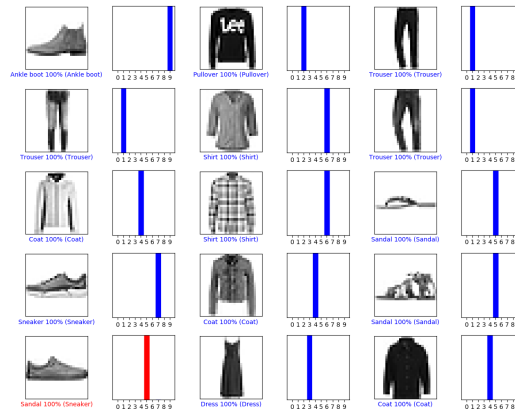 Lee
0 1 2 3 4 5 6 7 8 9
0 1 2 3 4 5 6 7 8 9
0 1 2 3 4 5 6 7 8 9
Ankle boot 100% (Ankle boot)
Pullover 100% (Pullover)
Trouser 100% (Trouser)
0 1 2 3 4 5 6 7 8 9
0 1 2 3 4 5 6 7 8 9
0 1 2 3 4 5 6 7 8 9
Trouser 100% (Trouser)
Shirt 100% (Shirt)
Trouser 100% (Trouser)
0 1 2 3 4 5 6 7 8 9
0 1 2 3 4 5 6 7 8 9
0 1 2 3 4 5 6 7 8 9
Coat 100% (Coat)
Shirt 100% (Shirt)
Sandal 100% (Sandal)
0 1 2 3 4 5 6 7 8 9
0 1 2 3 4 5 6 7 8 9
0 1 2 3 4 5 6 7 8 9
Sneaker 100% (Sneaker)
Coat 100% (Coat)
Sandal 100% (Sandal)
0 1 2 3 4 5 6 7 8 9
0 1 2 3 4 5 6 7 8 9
0 1 2 3 4 5 6 7 8 9
Sandal 100% (Sneaker)
Dress 100% (Dress)
Coat 100% (Coat)